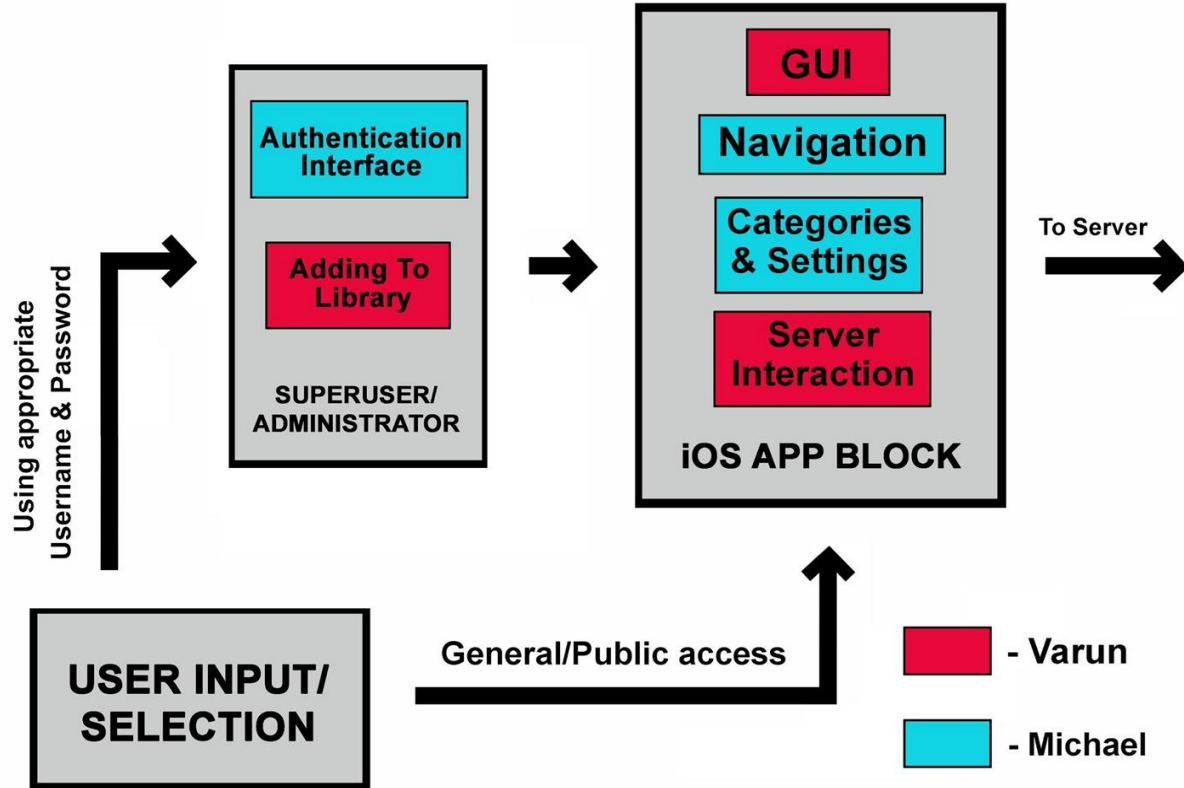 GUI
Navigation
Categories
& Settings
Server
Interaction
iOS APP BLOCK
Authentication
Interface
Adding To
Library
SUPERUSER/
ADMINISTRATOR
To Server
Using appropriate
Username & Password
USER INPUT/
SELECTION
General/Public access
- Varun
- Michael